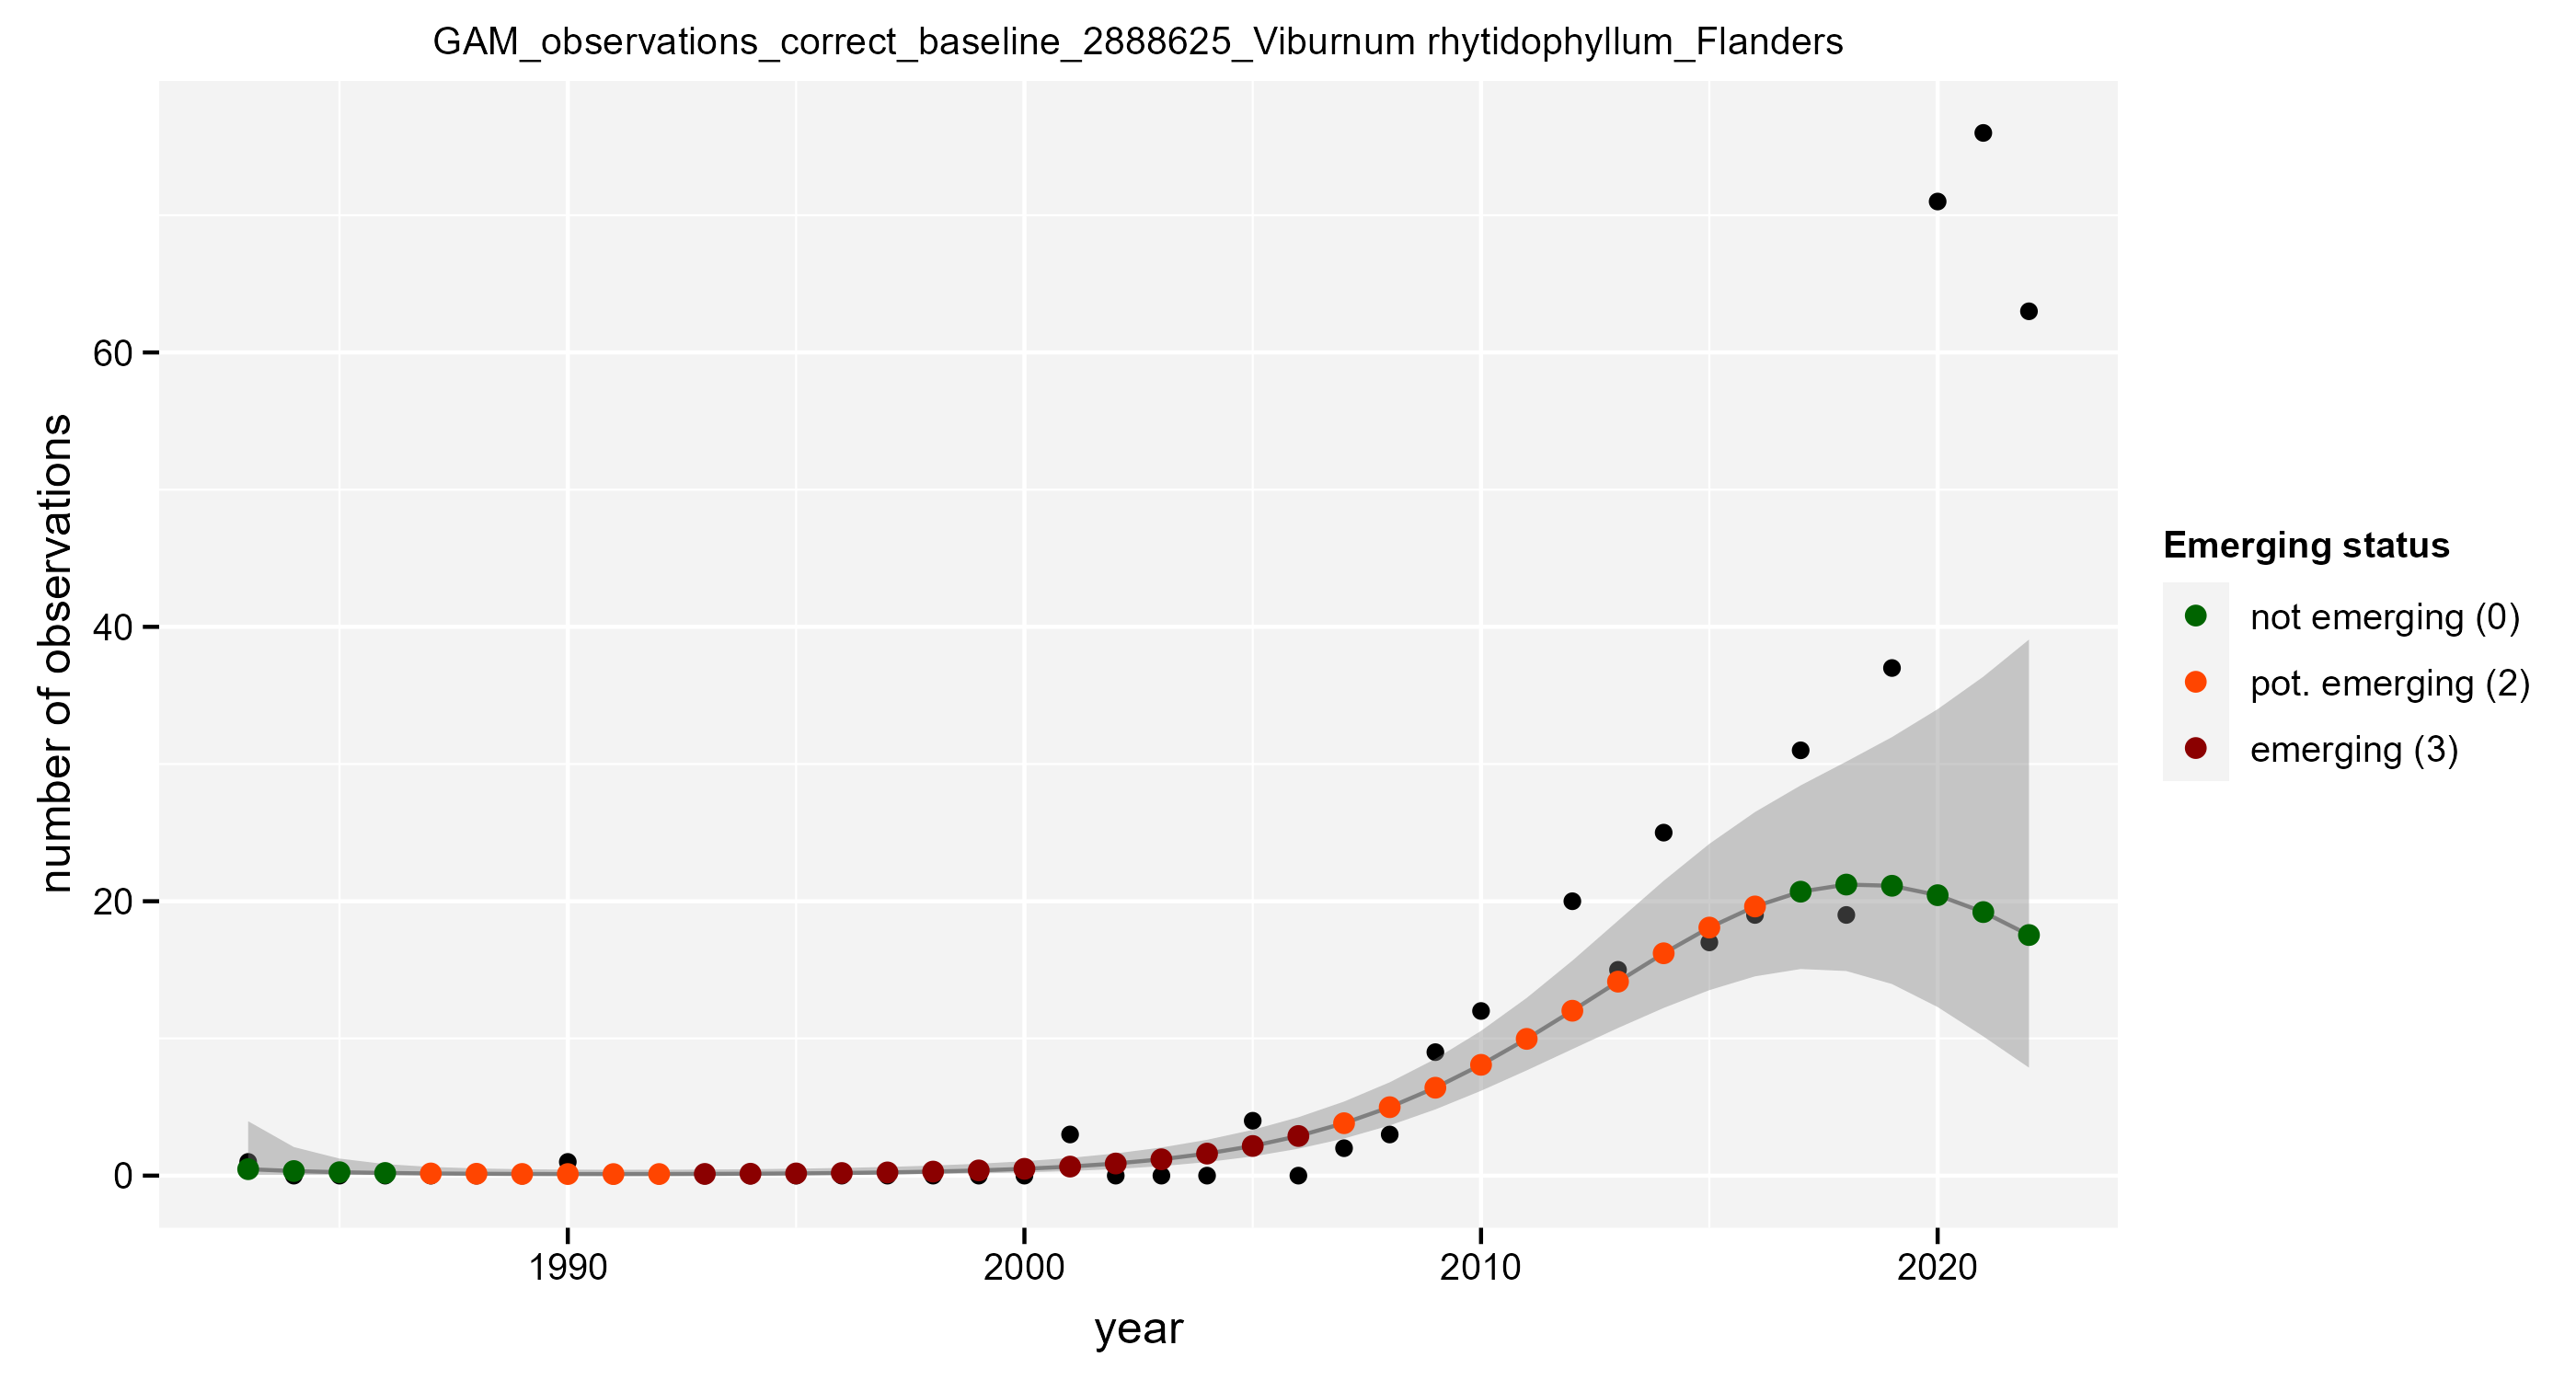 GAM_observations_correct_baseline_2888625_Viburnum rhytidophyllum_Flanders
number of observations
60
40
20
0
1990
2000
2010
2020
year
Emerging status
not emerging (0)
pot. emerging (2)
emerging (3)